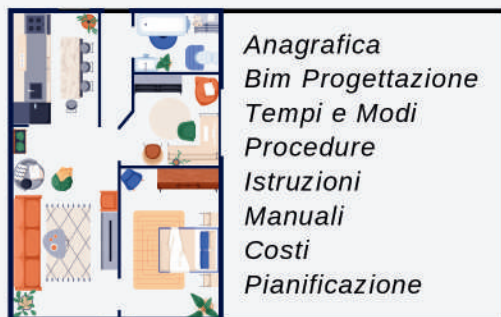 Anagrafica
Bim Progettazione
Tempi e Modi
Procedure
Istruzioni
Manuali
Costi
Pianificazione